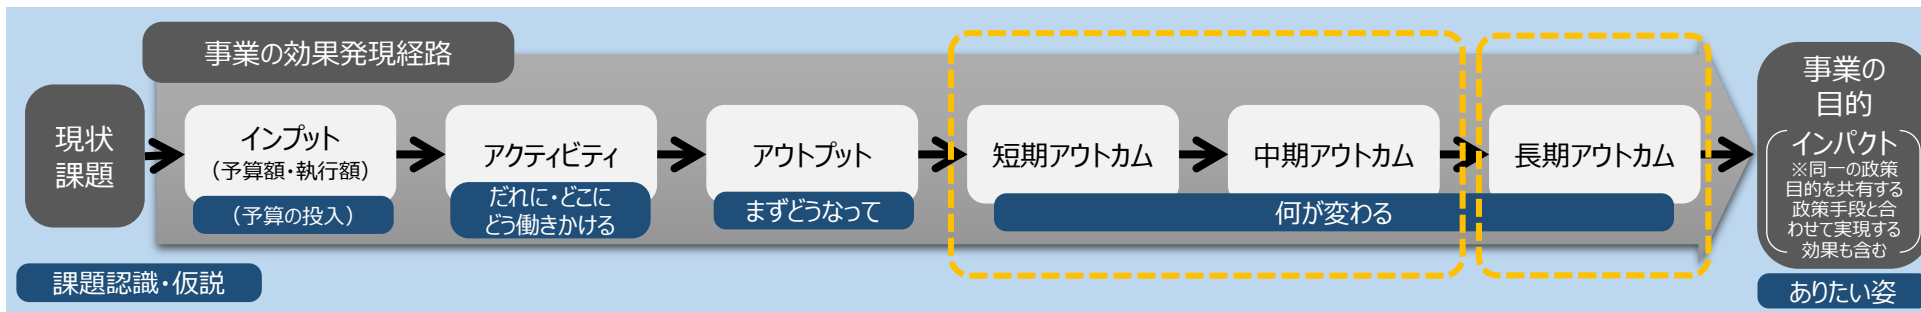 事業の効果発現経路
現状
課題
インプット
（予算額・執行額）
（予算の投入）
アクティビティ
だれに・どこに
どう働きかける
アウトプット
まずどうなって
短期アウトカム
中期アウトカム
長期アウトカム
何が変わる
事業の
目的
インパクト
※同一の政策
目的を共有する
政策手段と合
わせて実現する
効果も含む
ありたい姿
課題認識・仮説